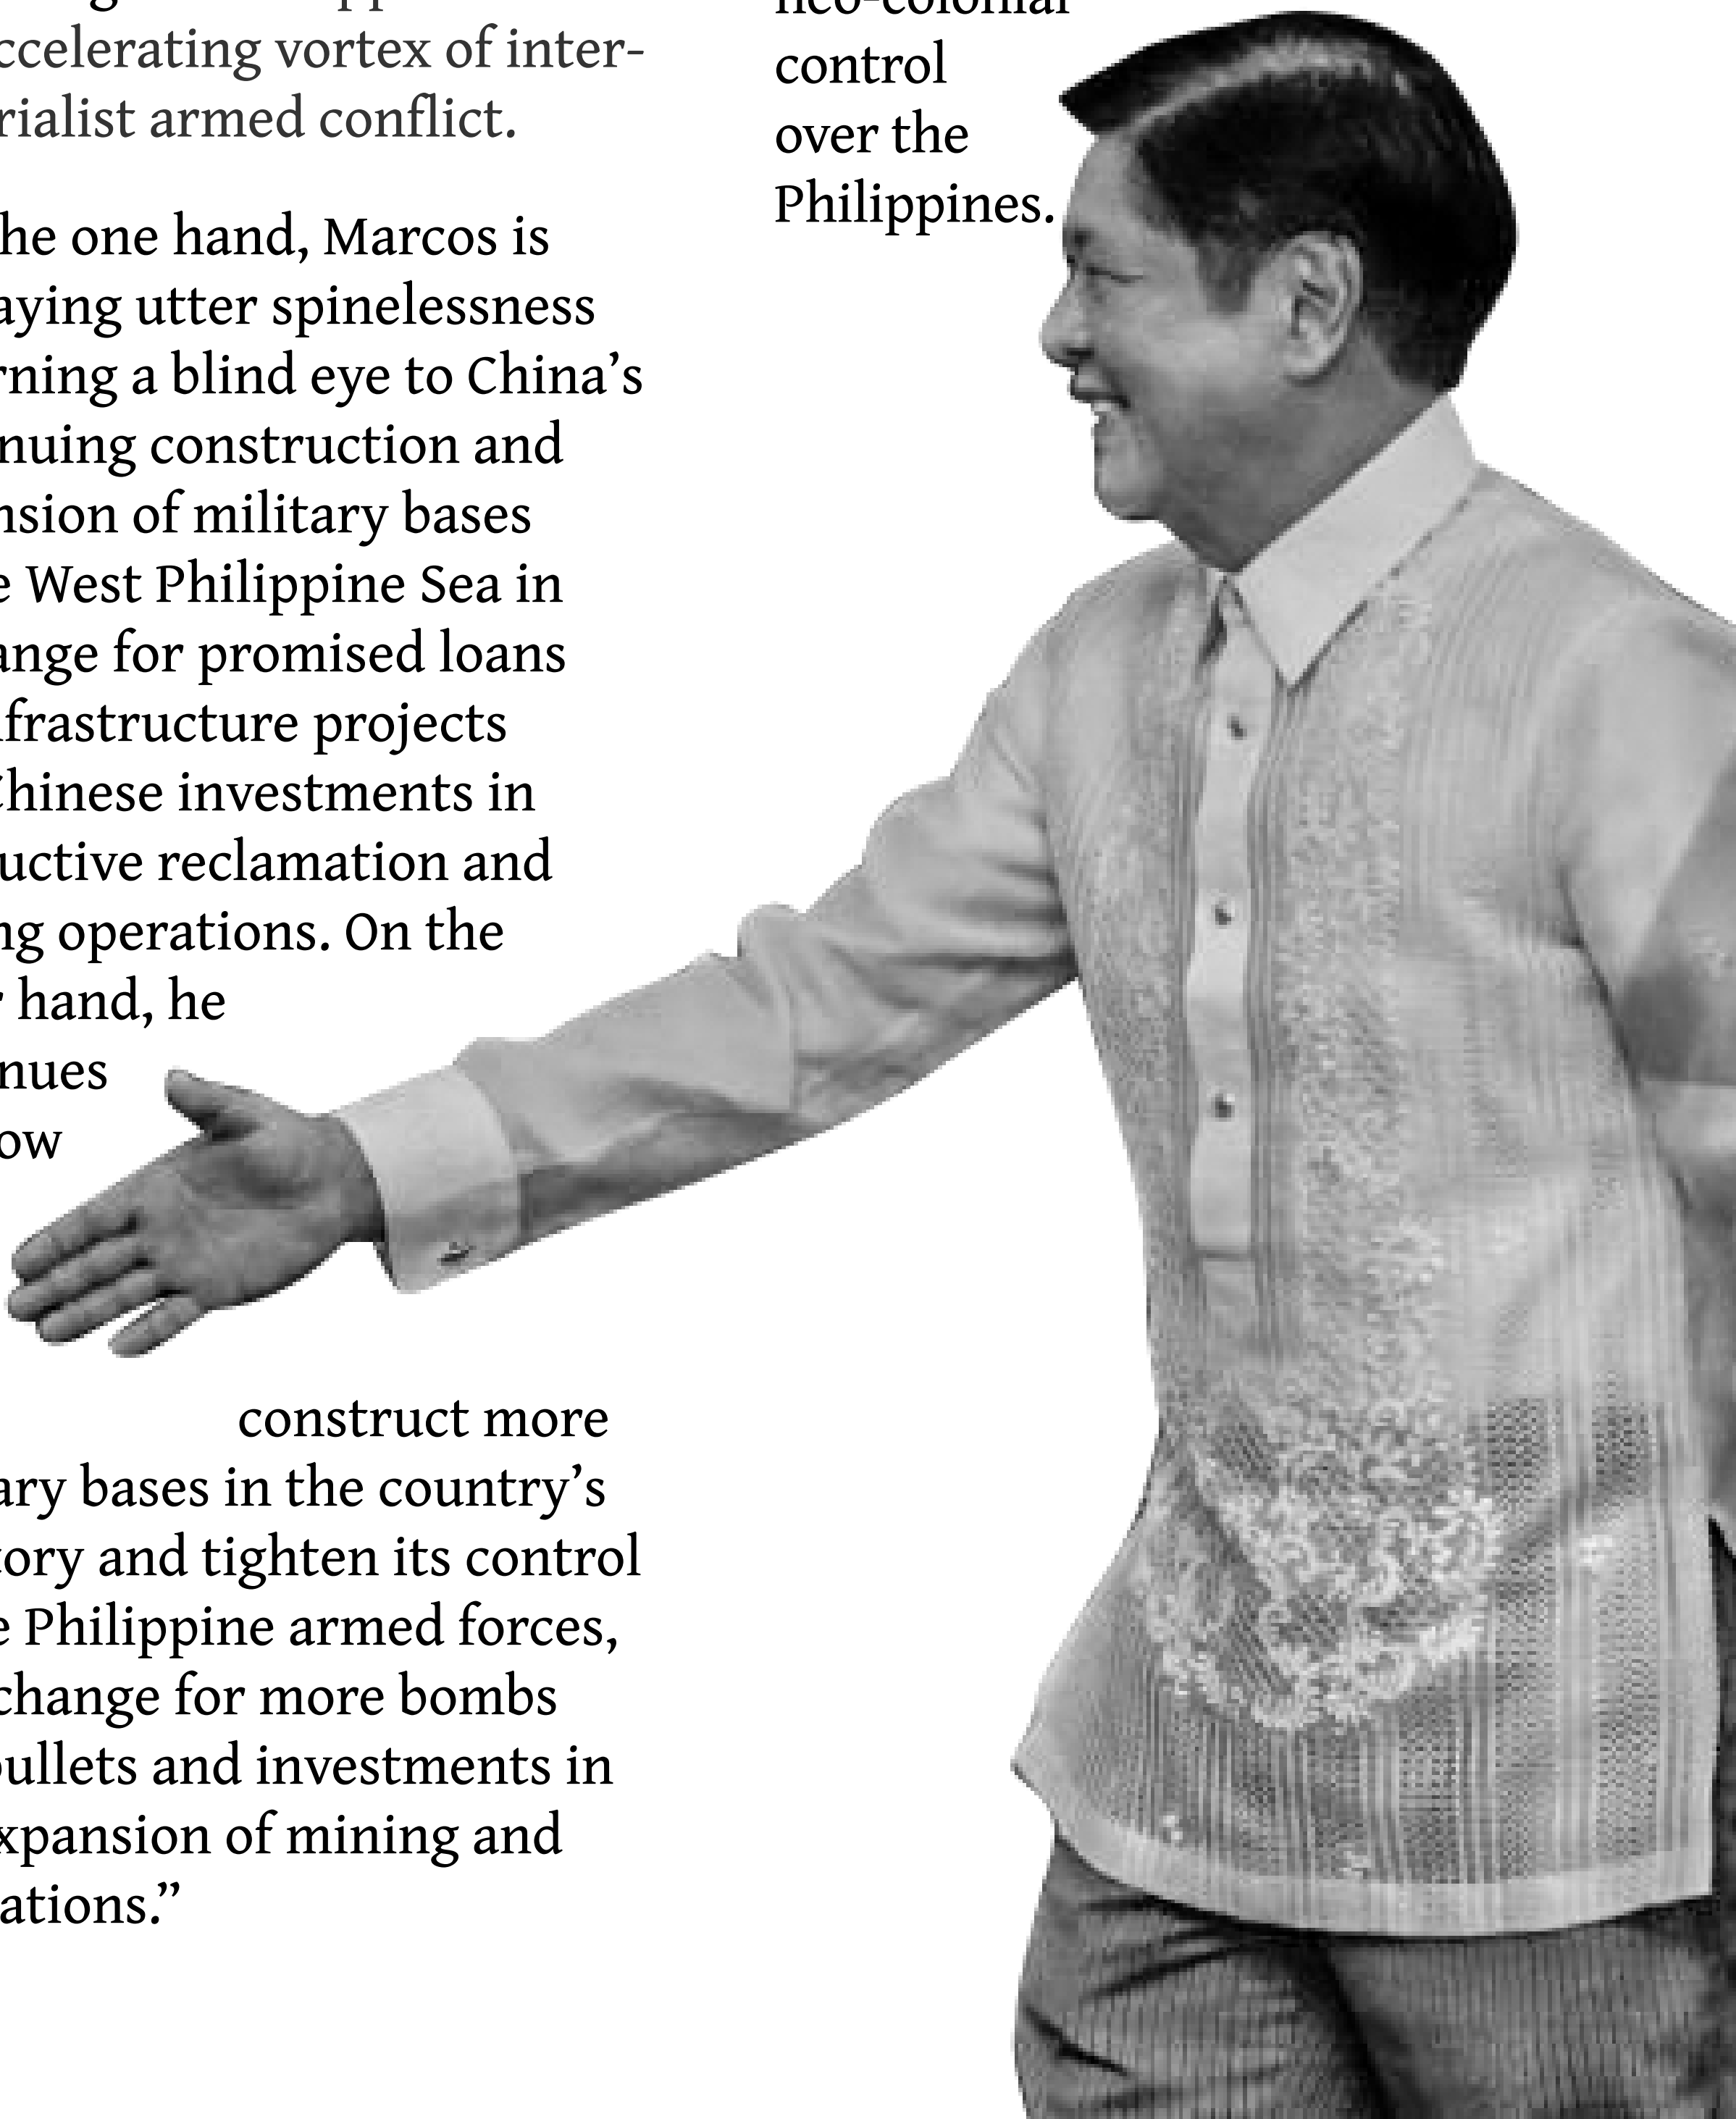 ccelerating vortex of inter-
rialist armed conflict.
he one hand, Marcos is
aying utter spinelessness
rning a blind eye to China’s
nuing construction and
nsion of military bases
e West Philippine Sea in
ange for promised loans
nfrastructure projects
Chinese investments in
uctive reclamation and
ng operations. On the
r hand, he
nues
ow
construct more
ary bases in the country’s
tory and tighten its control
e Philippine armed forces,
change for more bombs
bullets and investments in
xpansion of mining and
ations.”
neo-colonial
control
over the
Philippines.